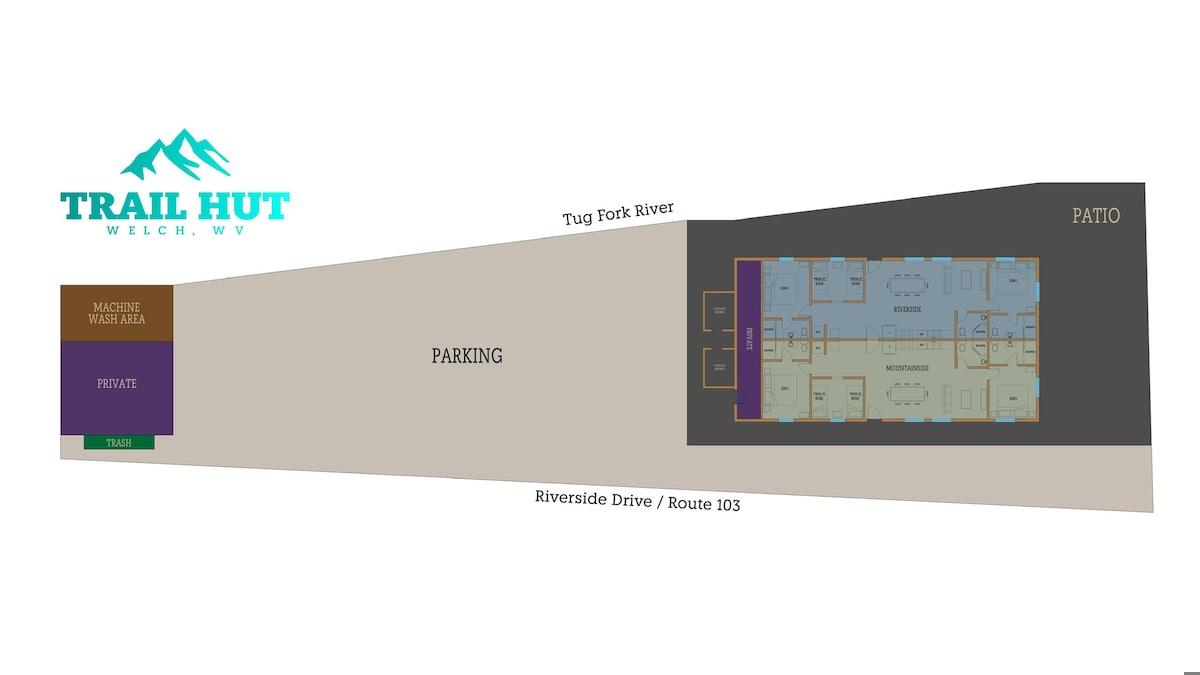 TRAIL HUT
WELCH, WV
Tug Fork River
PATIO
MACHINE
WASH AREA
PRIVATE
TRASH
PARKING
PRIVATE
KING
TWIN XL
BUNK
TWIN XL
BUNK
RIVERSIDE
KING
MOUNTAINSIDE
KING
TWIN XL
BUNK
TWIN XL
BUNK
KING
Riverside Drive / Route 103